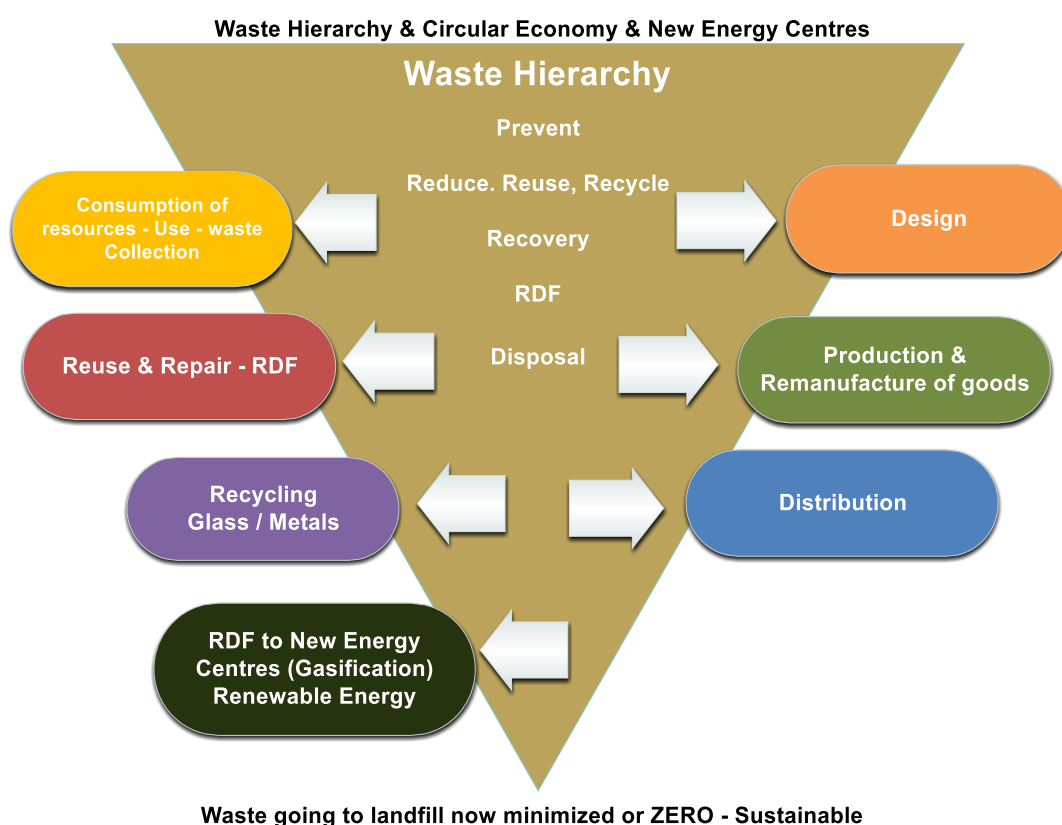 Waste Hierarchy & Circular Economy & New Energy Centres
Waste Hierarchy
Prevent
Reduce. Reuse, Recycle
Recovery
RDF
Disposal
Consumption of
resources - Use - waste
Collection
Design
Reuse & Repair - RDF
Production &
Remanufacture of goods
Recycling
Glass / Metals
Distribution
RDF to New Energy
Centres (Gasification)
Renewable Energy
Waste going to landfill now minimized or ZERO - Sustainable